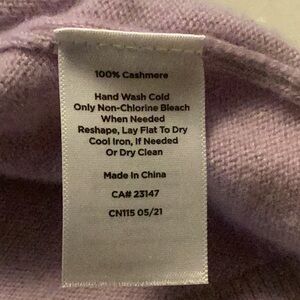 100% Cashmere
Hand Wash Cold
Only Non-Chlorine Bleach
When Needed
Reshape, Lay Flat To Dry
Cool Iron, If Needed
Or Dry Clean
Made In China
CA# 23147
CN115 05/21